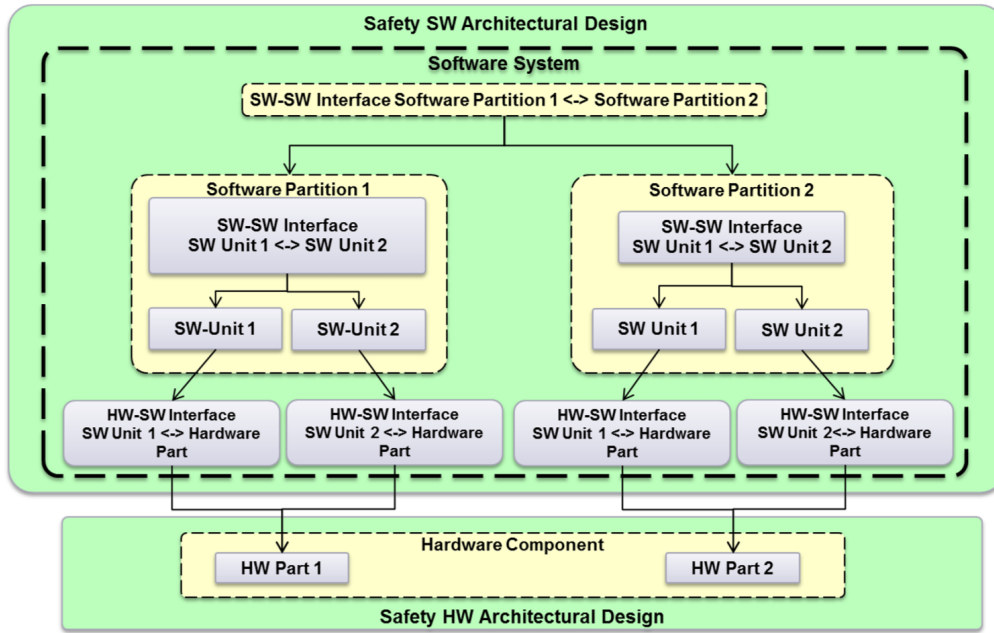 Safety SW Architectural Design
Software System
SW-SW Interface Software Partition 1 <-> Software Partition 2
Software Partition 1
SW-SW Interface
SW Unit 1 <-> SW Unit 2
SW-Unit 1
SW-Unit 2
Software Partition 2
SW-SW Interface
SW Unit 1 <-> SW Unit 2
SW Unit 1
SW Unit 2
HW-SW Interface
SW Unit 1 <-> Hardware
Part
HW-SW Interface
SW Unit 2 <-> Hardware
Part
HW-SW Interface
SW Unit 1 <-> Hardware
Part
HW-SW Interface
SW Unit 2<-> Hardware
Part
Hardware Component
HW Part 1
HW Part 2
Safety HW Architectural Design